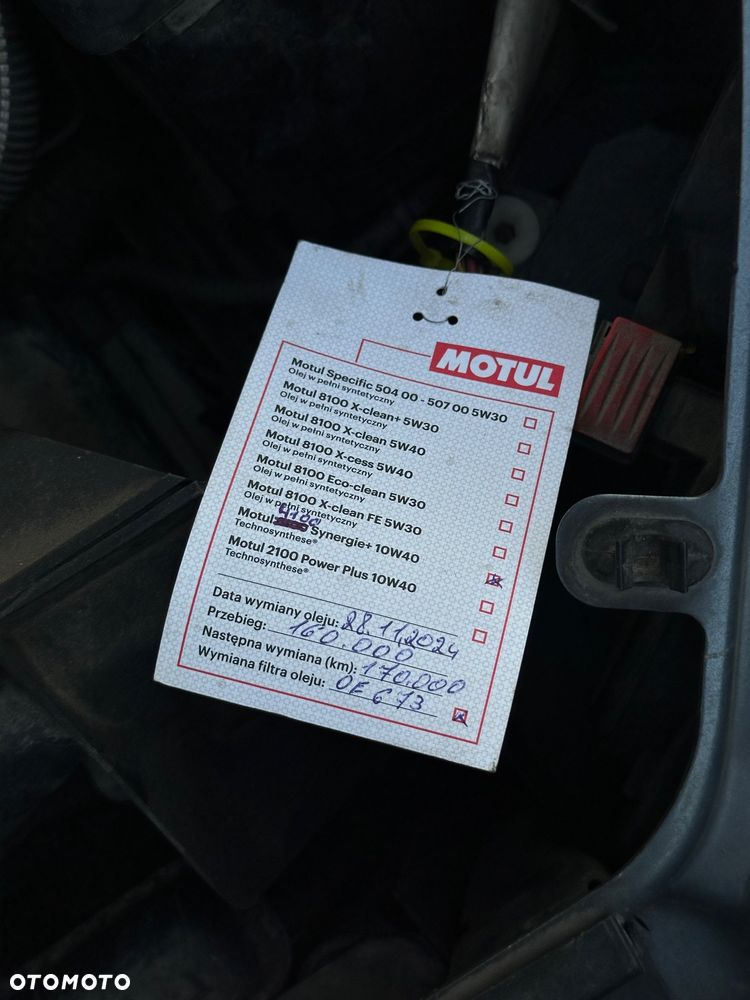 MOTUL
Motul Specific 504 00 - 507 00 5W30
Olej w pełni syntetyczny
Motul 8100 X-clean+ 5W30
Olej w pełni syntetyczny
Motul 8100 X-clean 5W40
Olej w pełni syntetyczny
Motul 8100 X-cess 5W40
Olej w pełni syntetyczny
Motul 8100 Eco-clean 5W30
Olej w pełni syntetyczny
Motul 8100 X-clean FE 5W30
Olej w pełni syntetyczny
Motul 4100 Synergie+ 10W40
Technosynthese®
Motul 2100 Power Plus 10W40
Technosynthese®
Data wymiany oleju: 28.11.2024
Przebieg: 160.000
Następna wymiana (km): 170.000
Wymiana filtra oleju: OE 673
OTOMOTO